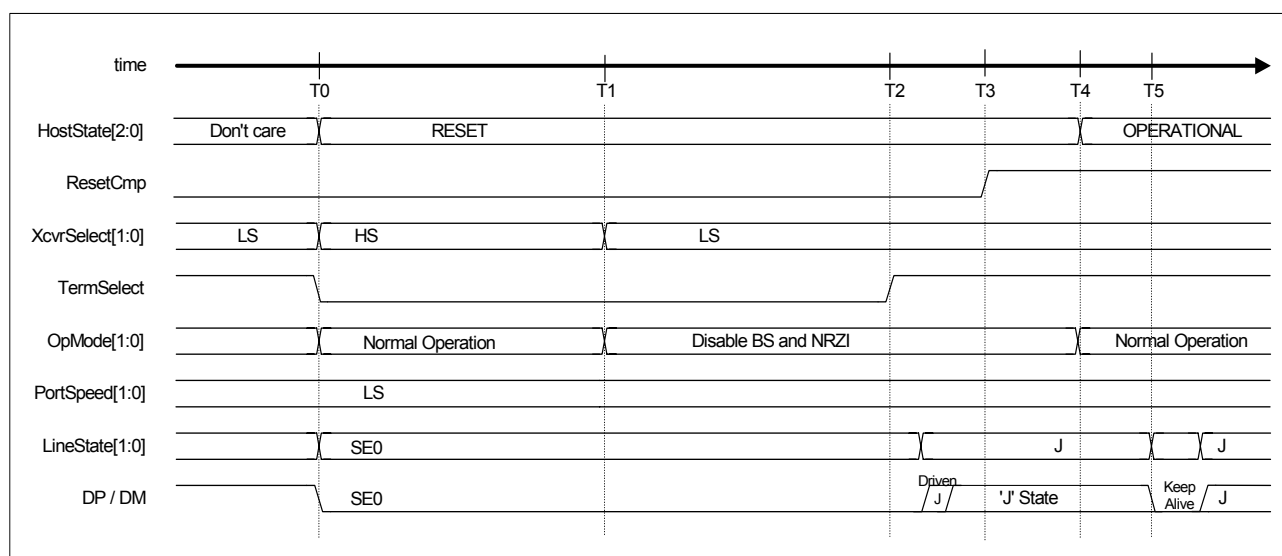 time
T0 T1 T2 T3 T4 T5
HostState[2:0] Don't care RESET OPERATIONAL
ResetCmp
XcvrSelect[1:0] LS HS LS
TermSelect
OpMode[1:0] Normal Operation Disable BS and NRZI Normal Operation
PortSpeed[1:0] LS
LineState[1:0] SE0 J J
DP / DM SE0 Driven J 'J' State Keep Alive J